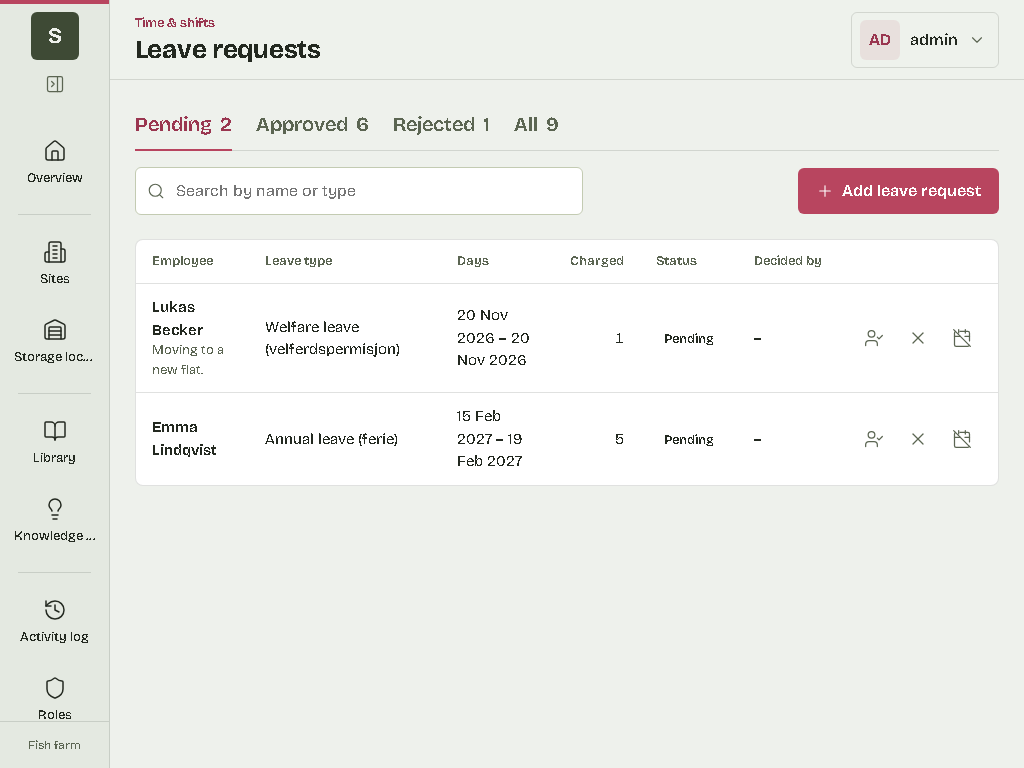 S
Overview
Sites
Storage loc...
Library
Knowledge ...
Activity log
Roles
Fish farm
Time & shifts
Leave requests
AD admin
Pending 2 Approved 6 Rejected 1 All 9
Search by name or type
Add leave request
Employee Leave type Days Charged Status Decided by
Lukas
Becker
Moving to a
new flat.
Welfare leave
(velferdspermisjon)
20 Nov
2026 – 20
Nov 2026
1
Pending
–
Emma
Lindqvist
Annual leave (ferie)
15 Feb
2027 – 19
Feb 2027
5
Pending
–